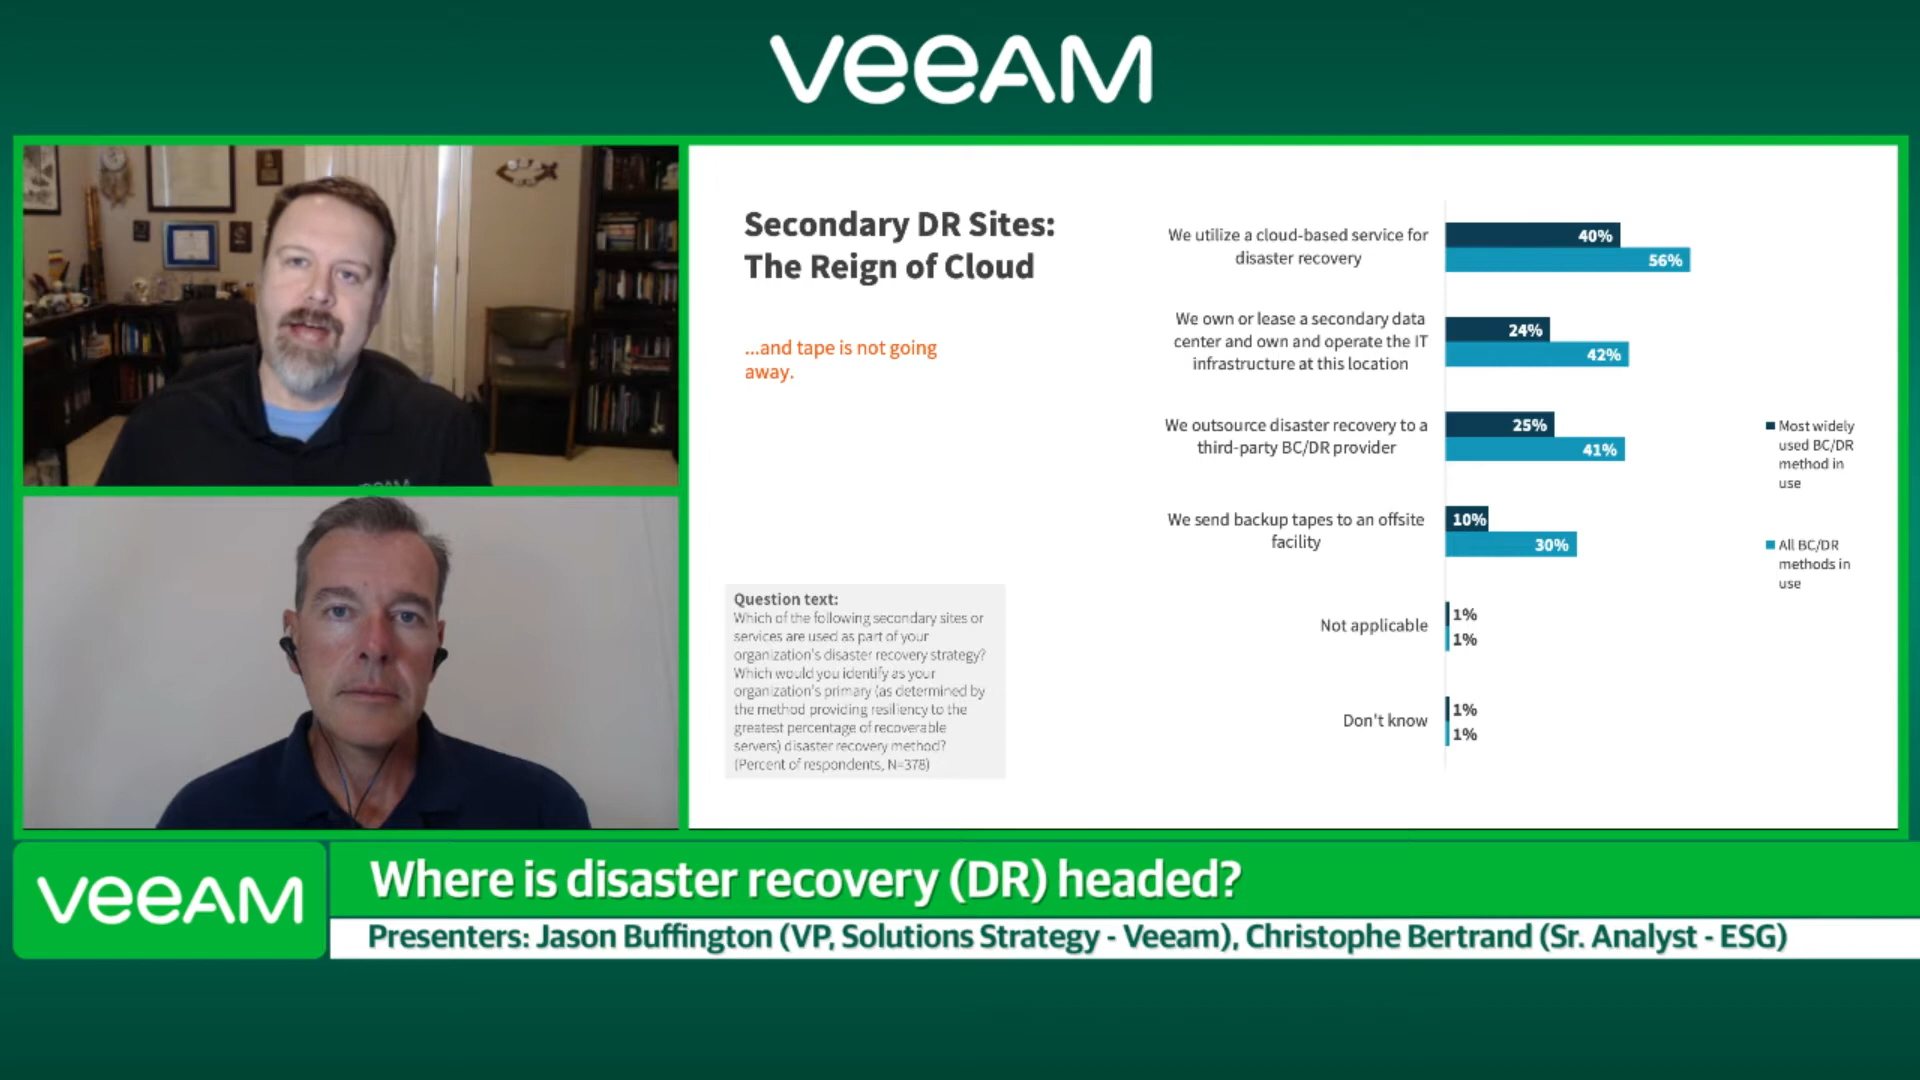 veeAM
Secondary DR Sites:
The Reign of Cloud
...and tape is not going
away.
Question text:
Which of the following secondary sites or
services are used as part of your
organization's disaster recovery strategy?
Which would you identify as your
organization's primary (as determined by
the method providing resiliency to the
greatest percentage of recoverable
servers) disaster recovery method?
(Percent of respondents, N=378)
We utilize a cloud-based service for
disaster recovery
40%
56%
We own or lease a secondary data
center and own and operate the IT
infrastructure at this location
24%
42%
We outsource disaster recovery to a
third-party BC/DR provider
25%
41%
We send backup tapes to an offsite
facility
10%
30%
Not applicable
1%
1%
Don't know
1%
1%
Most widely
used BC/DR
method in
use
All BC/DR
methods in
use
veeAM
Where is disaster recovery (DR) headed?
Presenters: Jason Buffington (VP, Solutions Strategy - Veeam), Christophe Bertrand (Sr. Analyst - ESG)